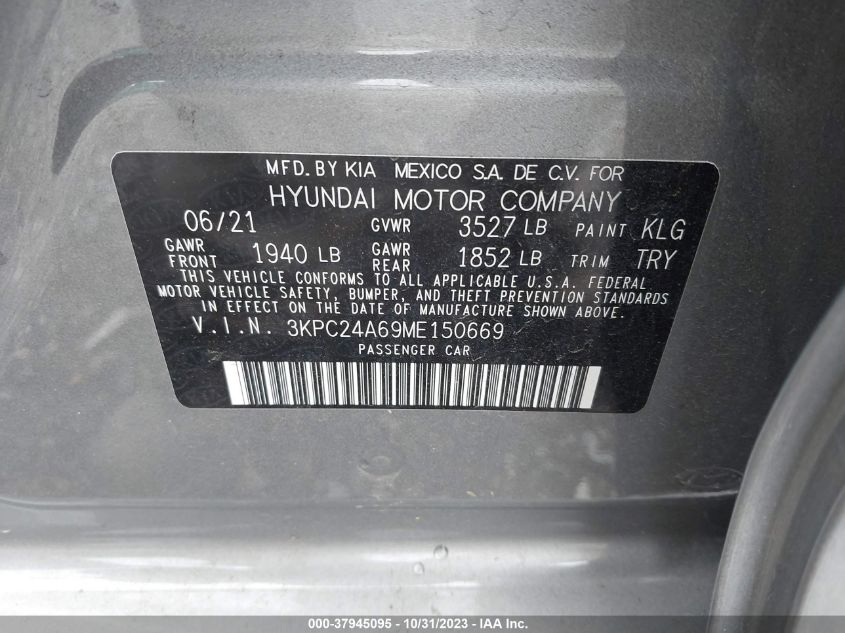 MFD. BY KIA MEXICO S.A. DE C.V. FOR
HYUNDAI MOTOR COMPANY
06/21 GVWR 3527 LB PAINT KLG
GAWR FRONT 1940 LB GAWR REAR 1852 LB TRIM TRY
THIS VEHICLE CONFORMS TO ALL APPLICABLE U.S.A. FEDERAL
MOTOR VEHICLE SAFETY, BUMPER, AND THEFT PREVENTION STANDARDS
IN EFFECT ON THE DATE OF MANUFACTURE SHOWN ABOVE.
V.I.N. 3KPC24A69ME150669
PASSENGER CAR
000-37945095 - 10/31/2023 - IAA Inc.